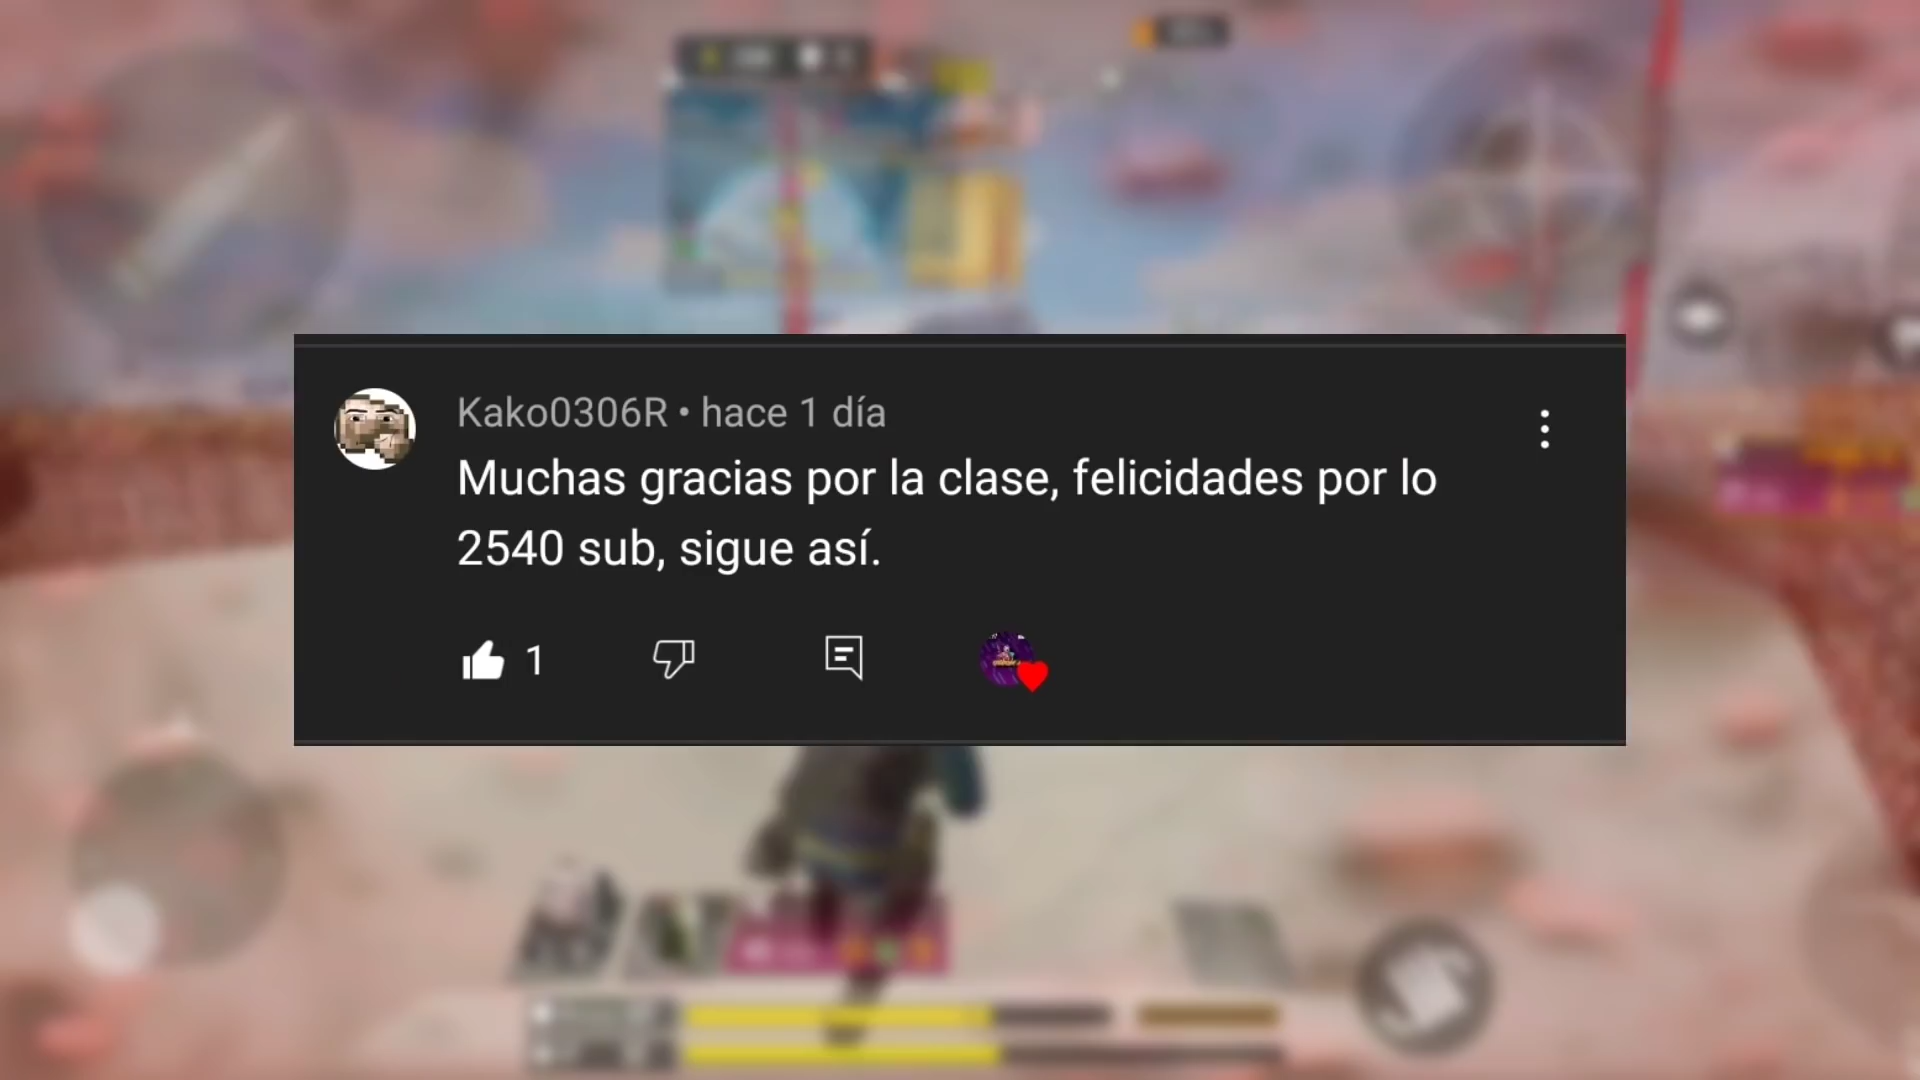 Kako0306R • hace 1 día
Muchas gracias por la clase, felicidades por lo
2540 sub, sigue así.
1